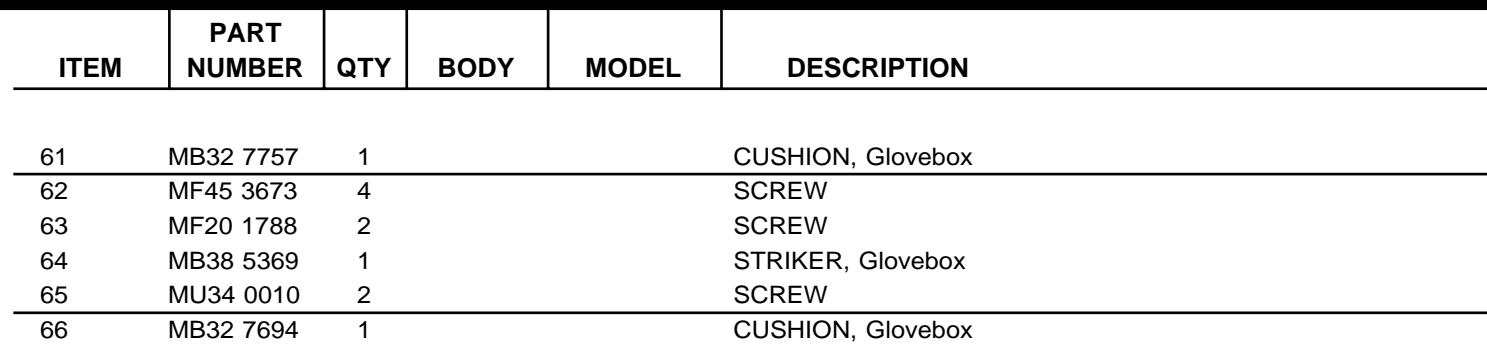 PART
ITEM NUMBER QTY BODY MODEL DESCRIPTION
61 MB32 7757 1 CUSHION, Glovebox
62 MF45 3673 4 SCREW
63 MF20 1788 2 SCREW
64 MB38 5369 1 STRIKER, Glovebox
65 MU34 0010 2 SCREW
66 MB32 7694 1 CUSHION, Glovebox